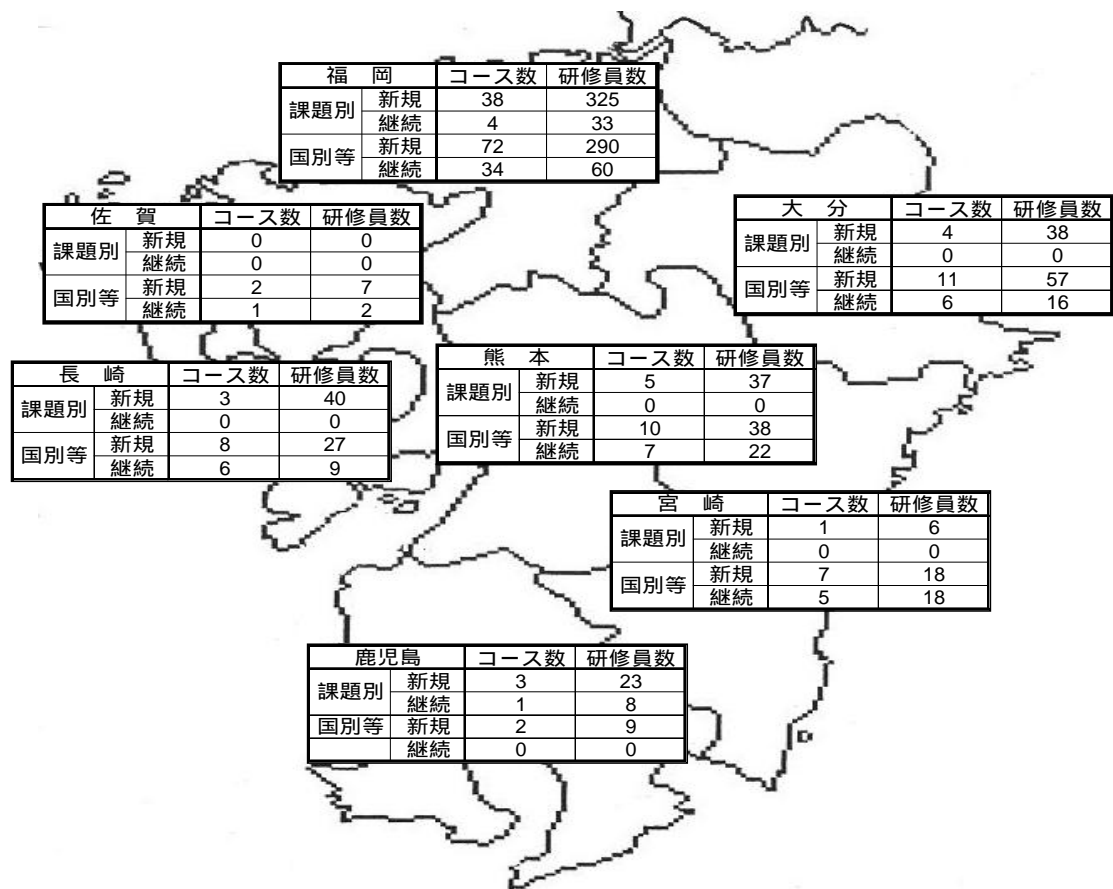 福 岡 コース数 研修員数
課題別 新規 38 325
継続 4 33
国別等 新規 72 290
継続 34 60
佐 賀 コース数 研修員数
課題別 新規 0 0
継続 0 0
国別等 新規 2 7
継続 1 2
大 分 コース数 研修員数
課題別 新規 4 38
継続 0 0
国別等 新規 11 57
継続 6 16
長 崎 コース数 研修員数
課題別 新規 3 40
継続 0 0
国別等 新規 8 27
継続 6 9
熊 本 コース数 研修員数
課題別 新規 5 37
継続 0 0
国別等 新規 10 38
継続 7 22
宮 崎 コース数 研修員数
課題別 新規 1 6
継続 0 0
国別等 新規 7 18
継続 5 18
鹿児島 コース数 研修員数
課題別 新規 3 23
継続 1 8
国別等 新規 2 9
継続 0 0